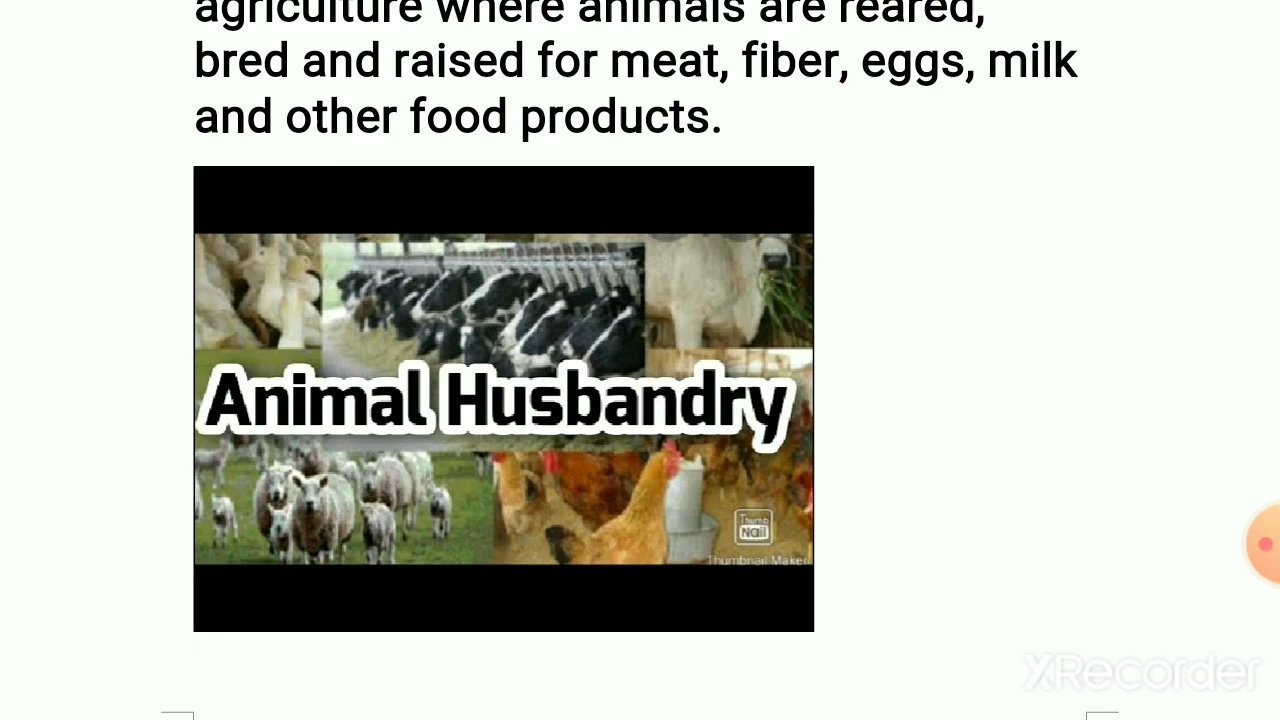 agriculture where animals are reared,
bred and raised for meat, fiber, eggs, milk
and other food products.
Animal Husbandry
Thumb
Nail
Thumbnail Maker
XRecorder